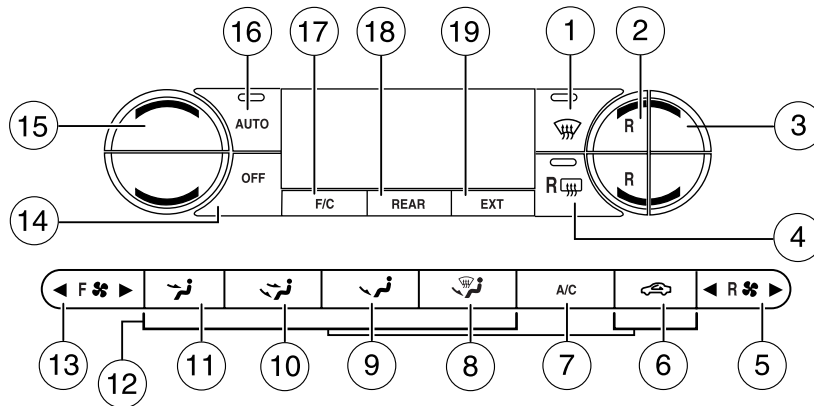 16 17 18 19 1 2
15 AUTO R 3
OFF R R
14 F/C REAR EXT 4
F A/C R
13 12 11 10 9 8 7 6 5